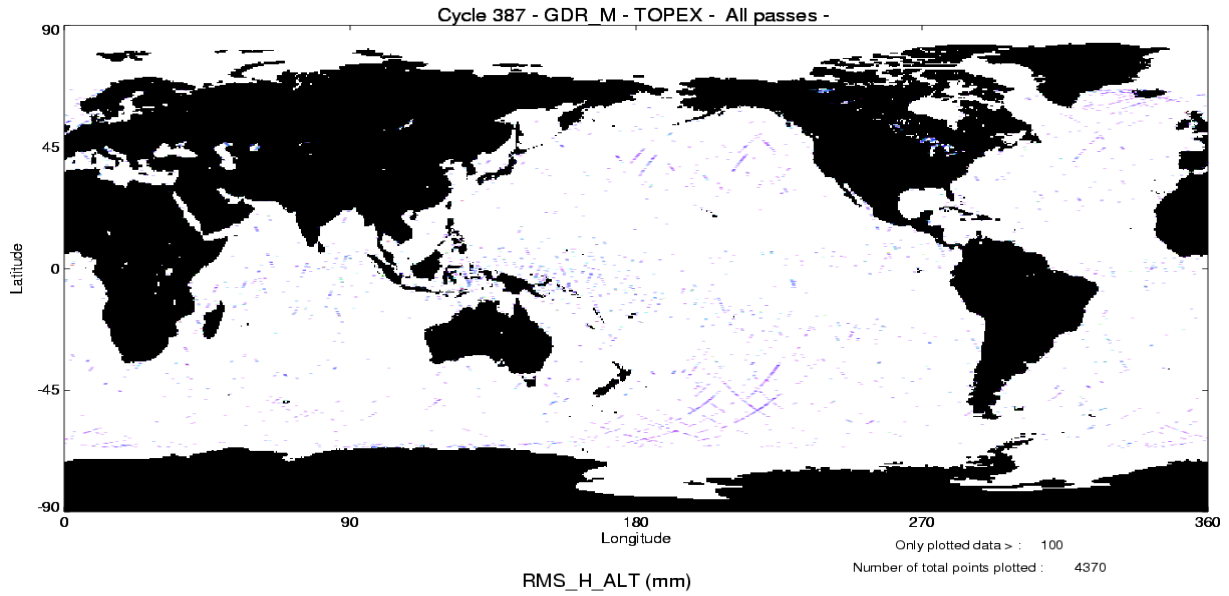 Cycle 387 - GDR_M - TOPEX -  All passes -
90
45
0
-45
-90
Latitude
0 90 180 270 360
Longitude
Only plotted data > : 100
Number of total points plotted : 4370
RMS_H_ALT (mm)